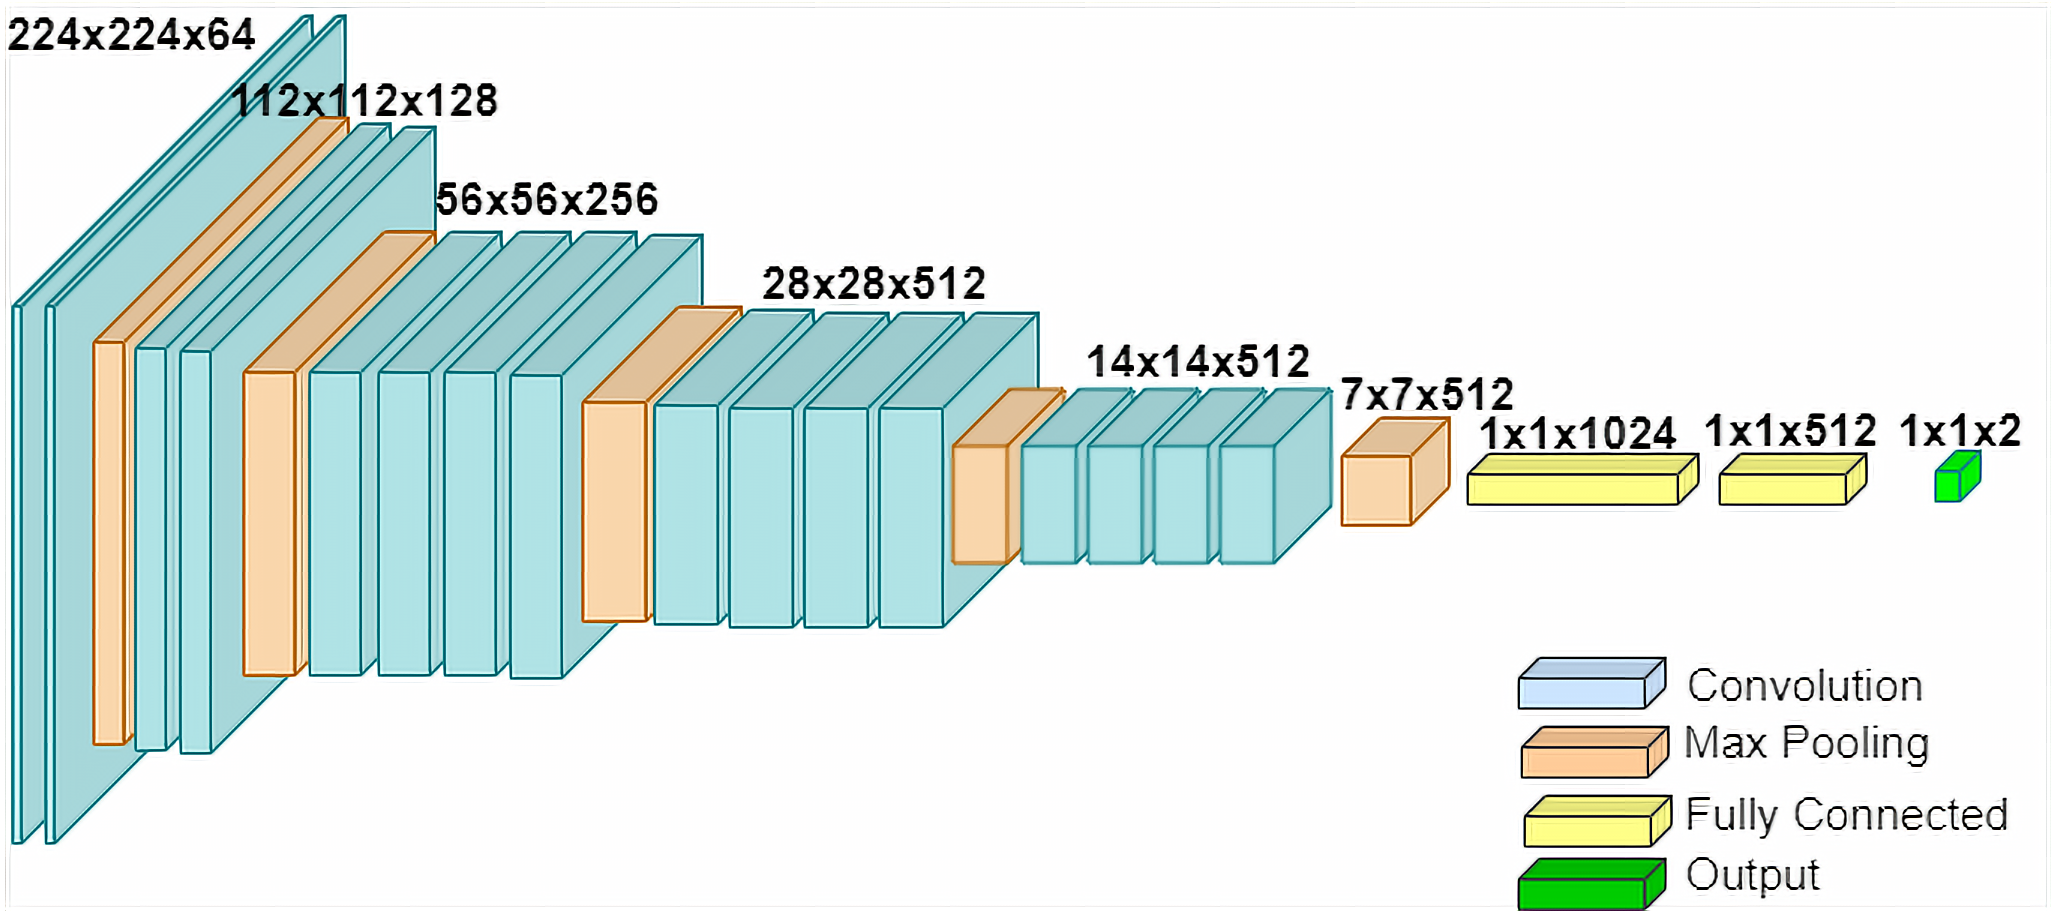 224x224x64
112x112x128
56x56x256
28x28x512
14x14x512
7x7x512
1x1x1024
1x1x512
1x1x2
Convolution
Max Pooling
Fully Connected
Output